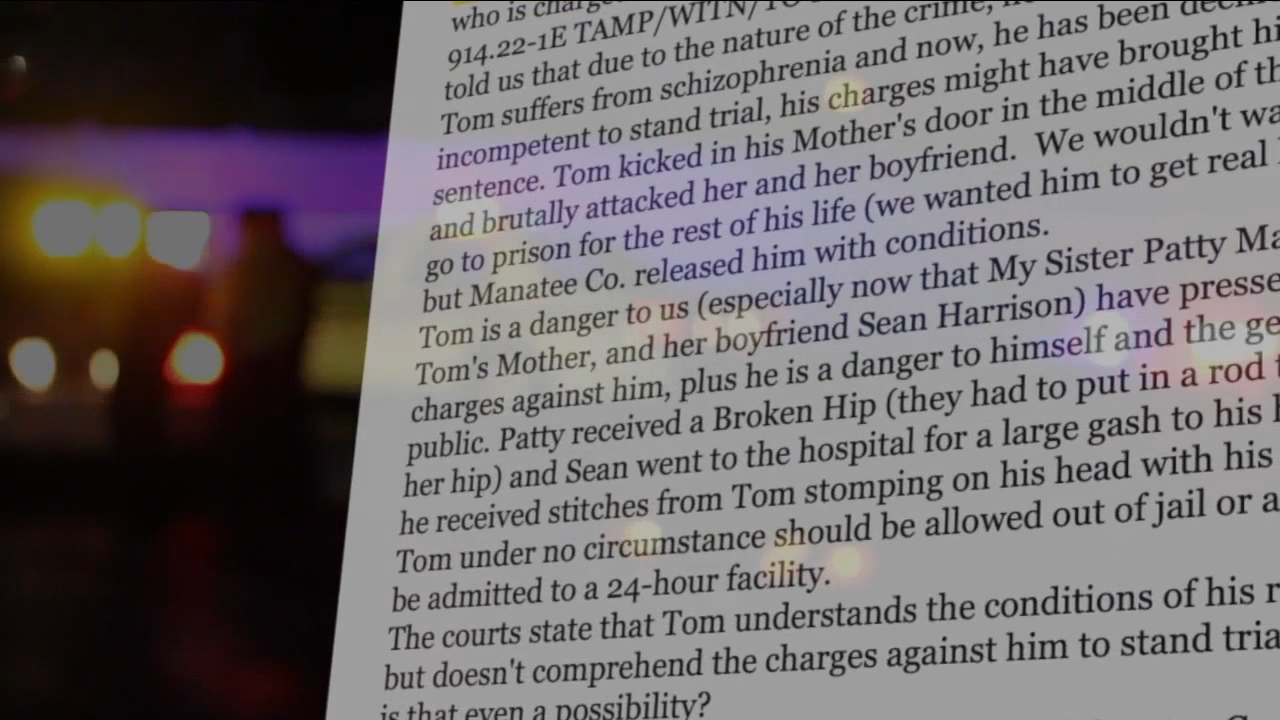 who is
914.22-1E TAMP/WITN/
told us that due to the nature of the crime,
Tom suffers from schizophrenia and now, he has been
incompetent to stand trial, his charges might have brought
sentence. Tom kicked in his Mother's door in the middle of
and brutally attacked her and her boyfriend. We wouldn't
go to prison for the rest of his life (we wanted him to get real
but Manatee Co. released him with conditions.
Tom is a danger to us (especially now that My Sister Patty
Tom's Mother, and her boyfriend Sean Harrison) have
charges against him, plus he is a danger to himself and the
public. Patty received a Broken Hip (they had to put in a rod
her hip) and Sean went to the hospital for a large gash to his
he received stitches from Tom stomping on his head with his
Tom under no circumstance should be allowed out of jail or
be admitted to a 24-hour facility.
The courts state that Tom understands the conditions of his
but doesn't comprehend the charges against him to stand
is that even a possibility?